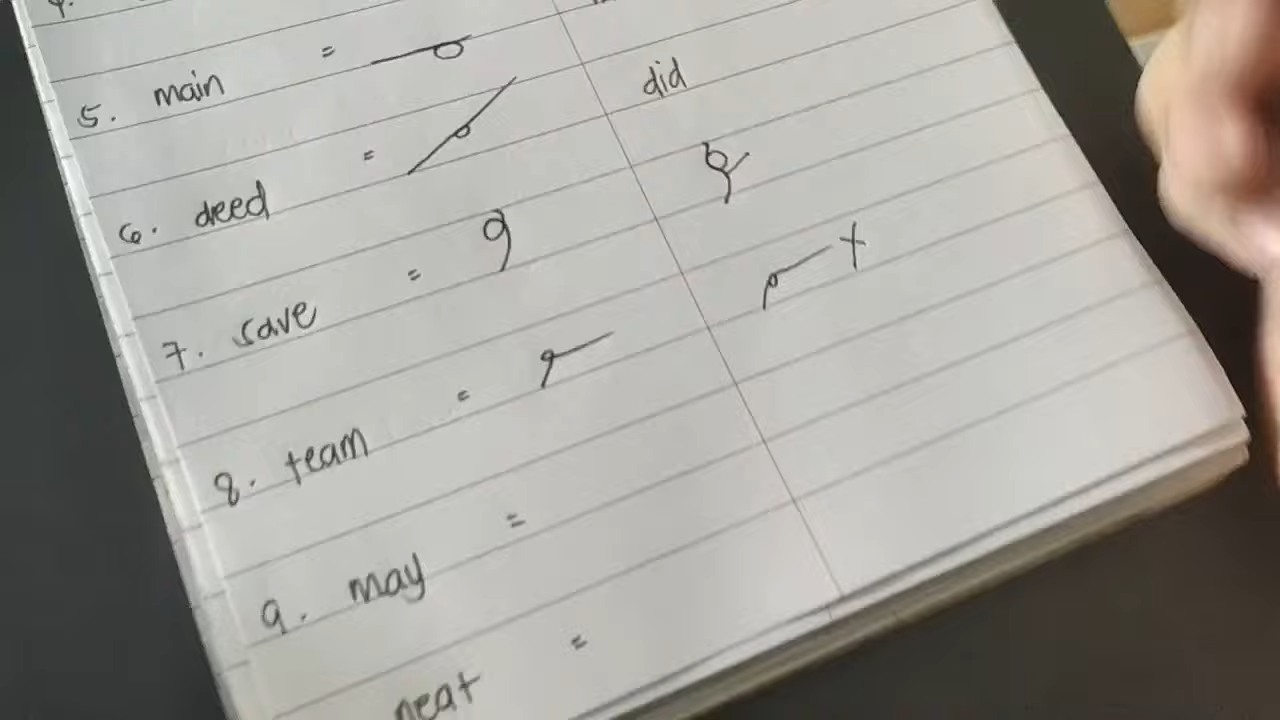 5. main =
did
6. deed =
7. save =
8. team =
9. may =
neat =